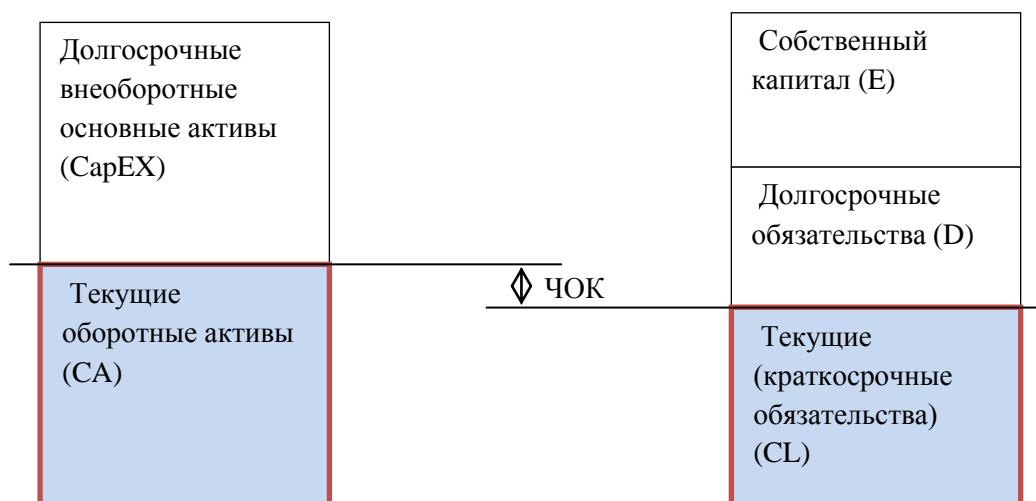 Долгосрочные
внеоборотные
основные активы
(CapEX)
Текущие
оборотные активы
(CA)
ЧОК
Собственный
капитал (E)
Долгосрочные
обязательства (D)
Текущие
(краткосрочные
обязательства)
(CL)